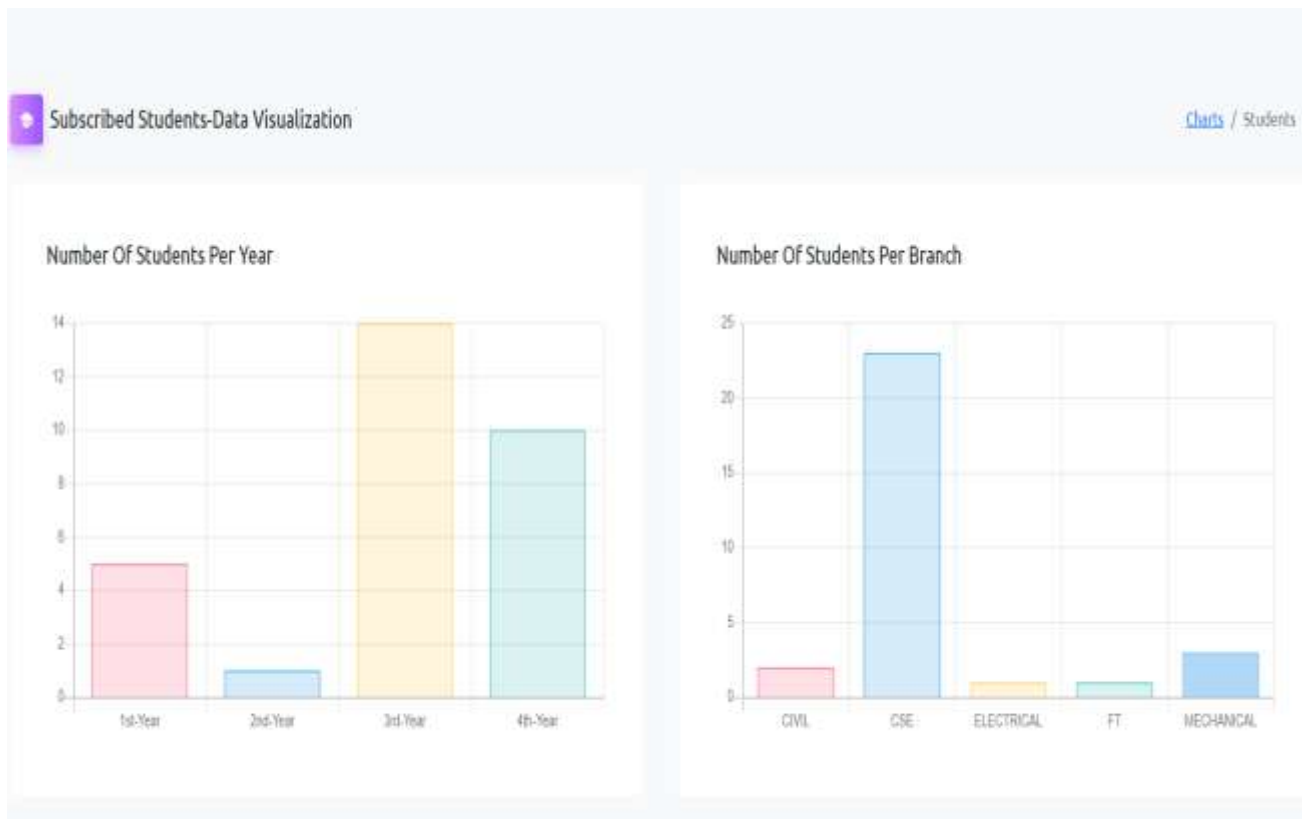 Subscribed Students-Data Visualization
Charts / Students
Number Of Students Per Year
14
12
10
8
6
4
2
0
1st-Year 2nd-Year 3rd-Year 4th-Year
Number Of Students Per Branch
25
20
15
10
5
0
CIVIL CSE ELECTRICAL FT MECHANICAL